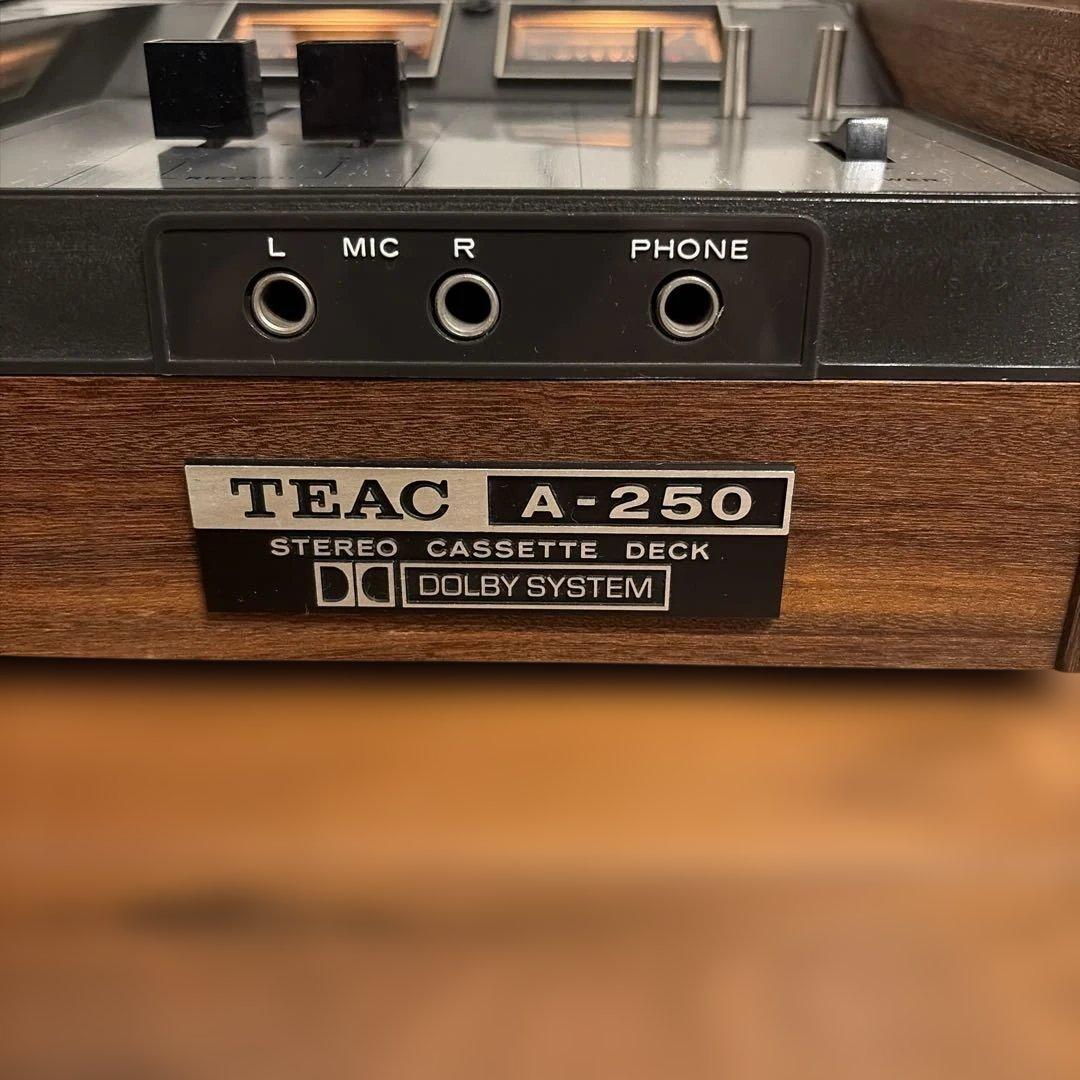 L MIC R PHONE
TEAC A-250
STEREO CASSETTE DECK
DOLBY SYSTEM